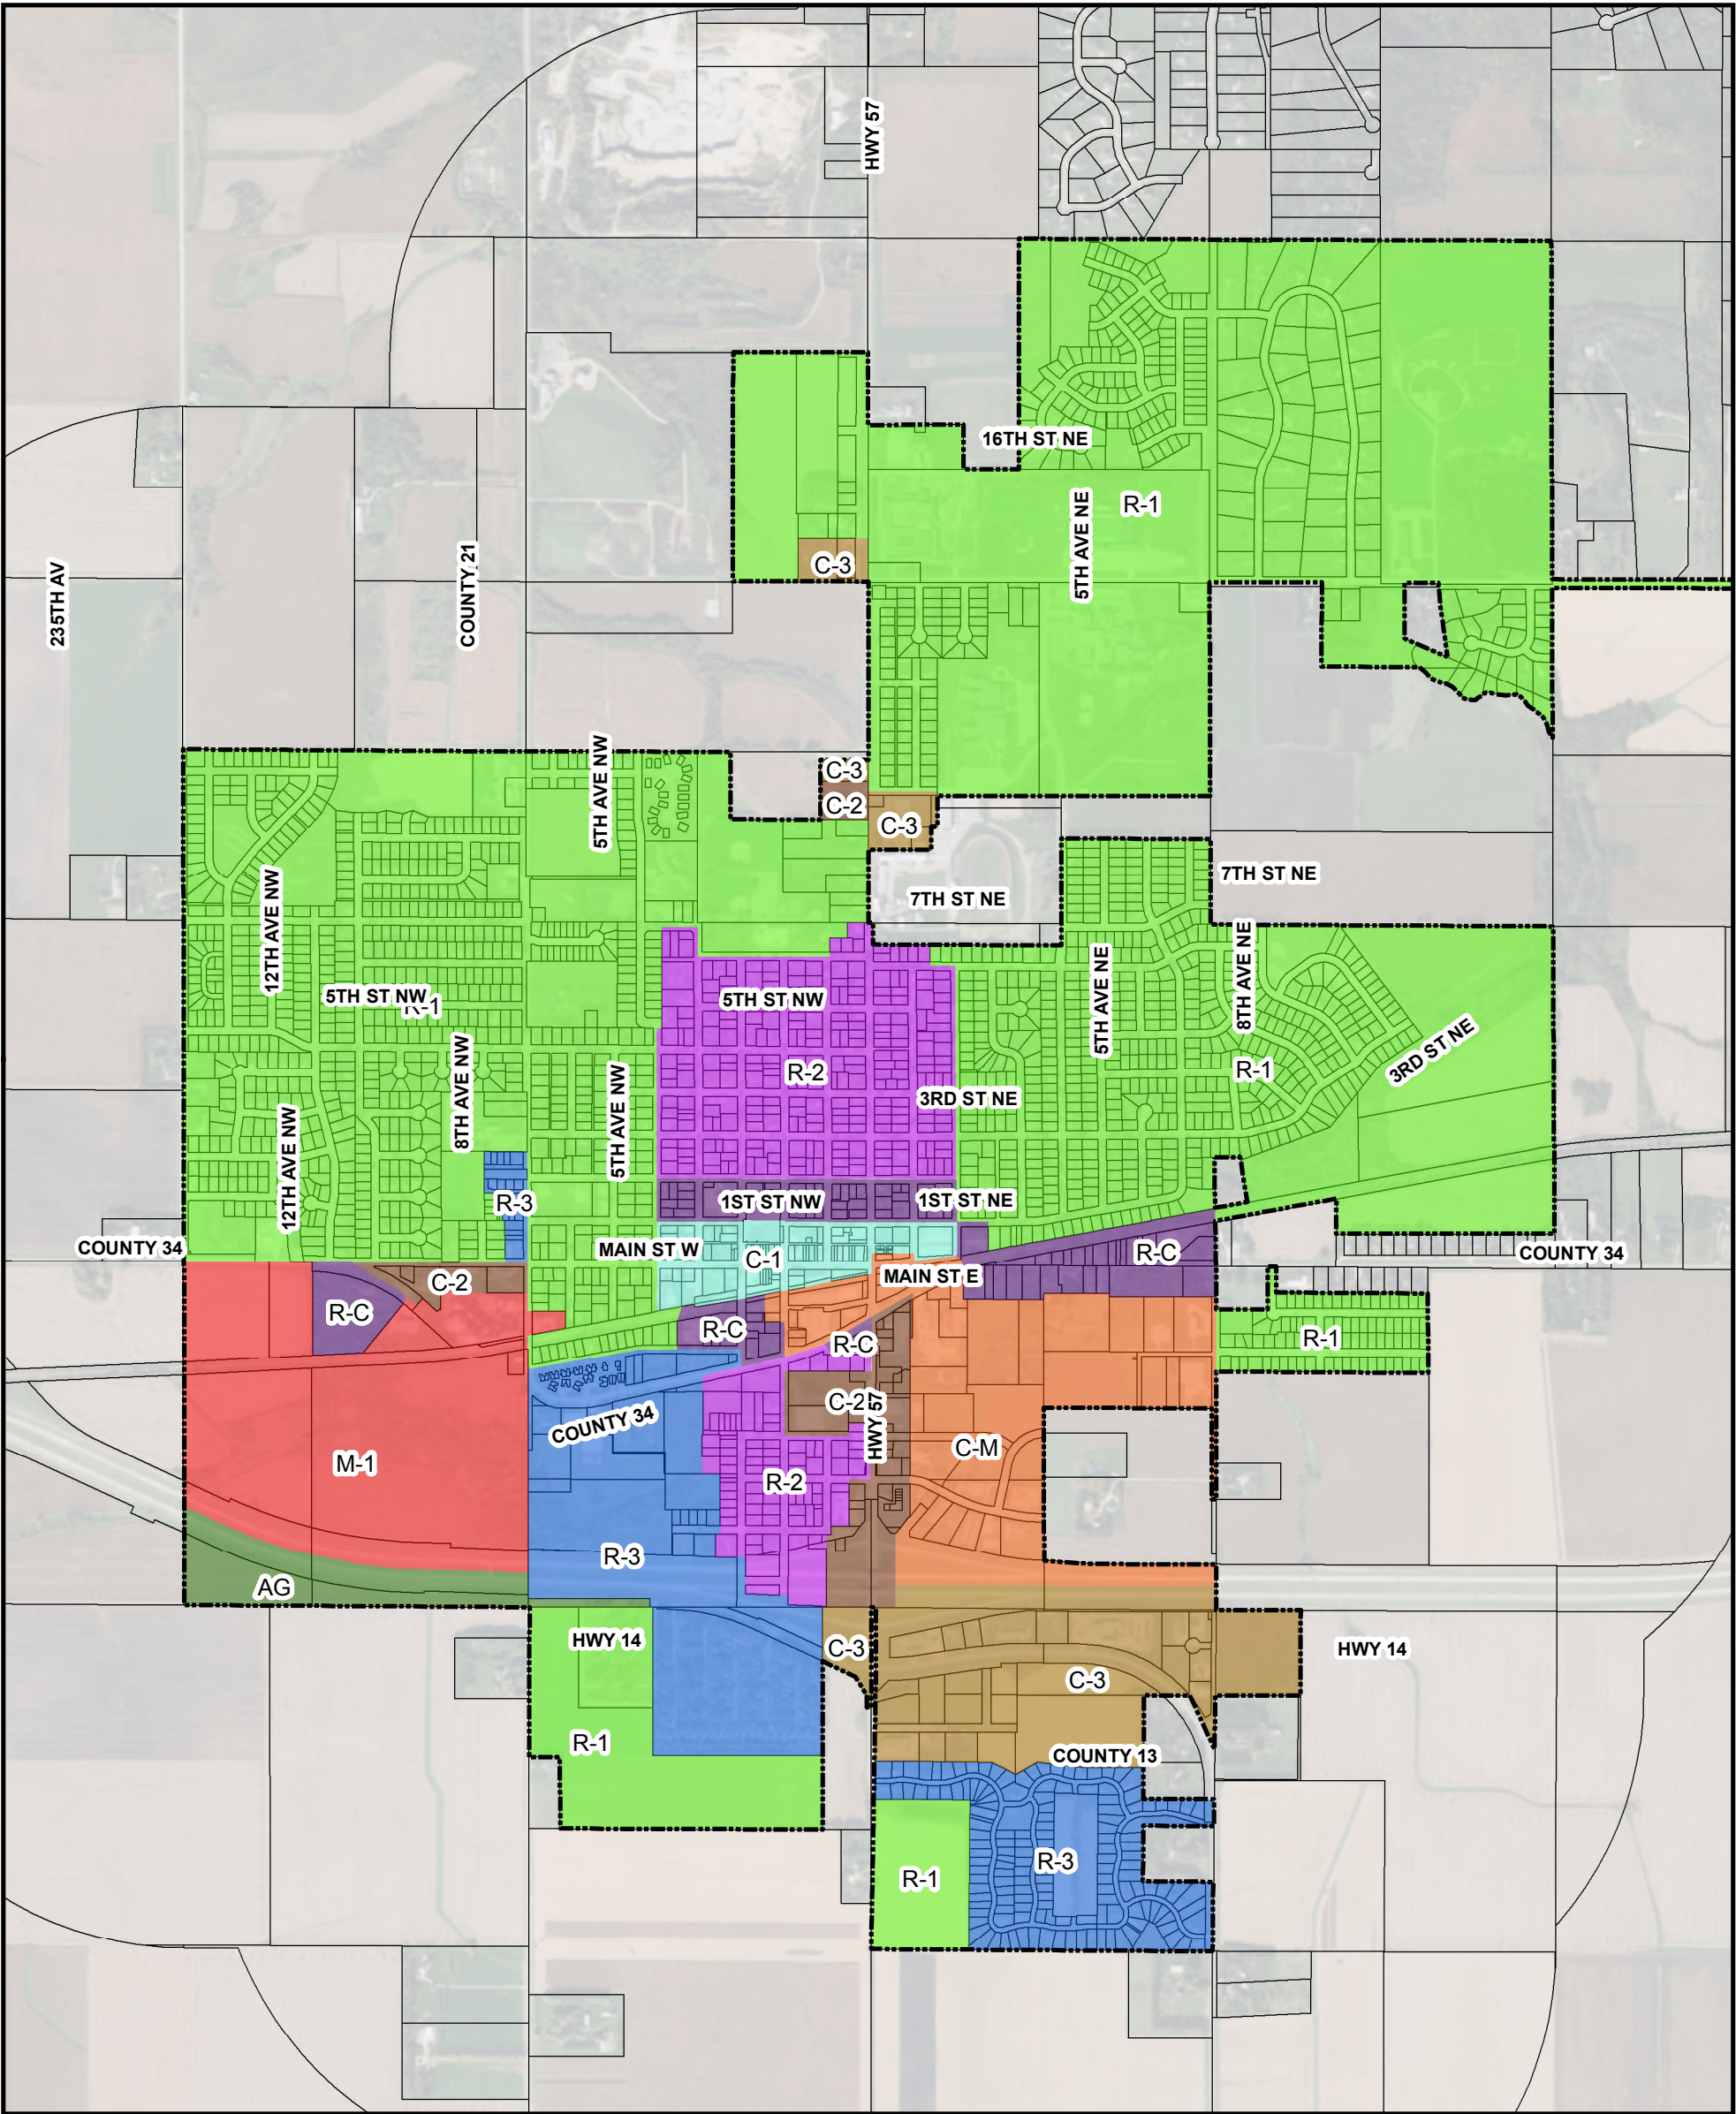 HWY 57
16TH ST NE
R-1
5TH AVE NE
C-3
235TH AV
COUNTY 21
5TH AVE NW
C-3
C-2
C-3
7TH ST NE
7TH ST NE
12TH AVE NW
5TH ST NW
R-1
5TH ST NW
5TH AVE NE
8TH AVE NE
R-2
R-1
3RD ST NE
8TH AVE NW
5TH AVE NW
3RD ST NE
12TH AVE NW
R-3
1ST ST NW
1ST ST NE
COUNTY 34
MAIN ST W
C-1
R-C
COUNTY 34
C-2
MAIN ST E
R-C
R-C
R-C
R-1
C-2
HWY 57
COUNTY 34
C-M
M-1
R-2
R-3
AG
HWY 14
C-3
HWY 14
C-3
R-1
COUNTY 13
R-1
R-3